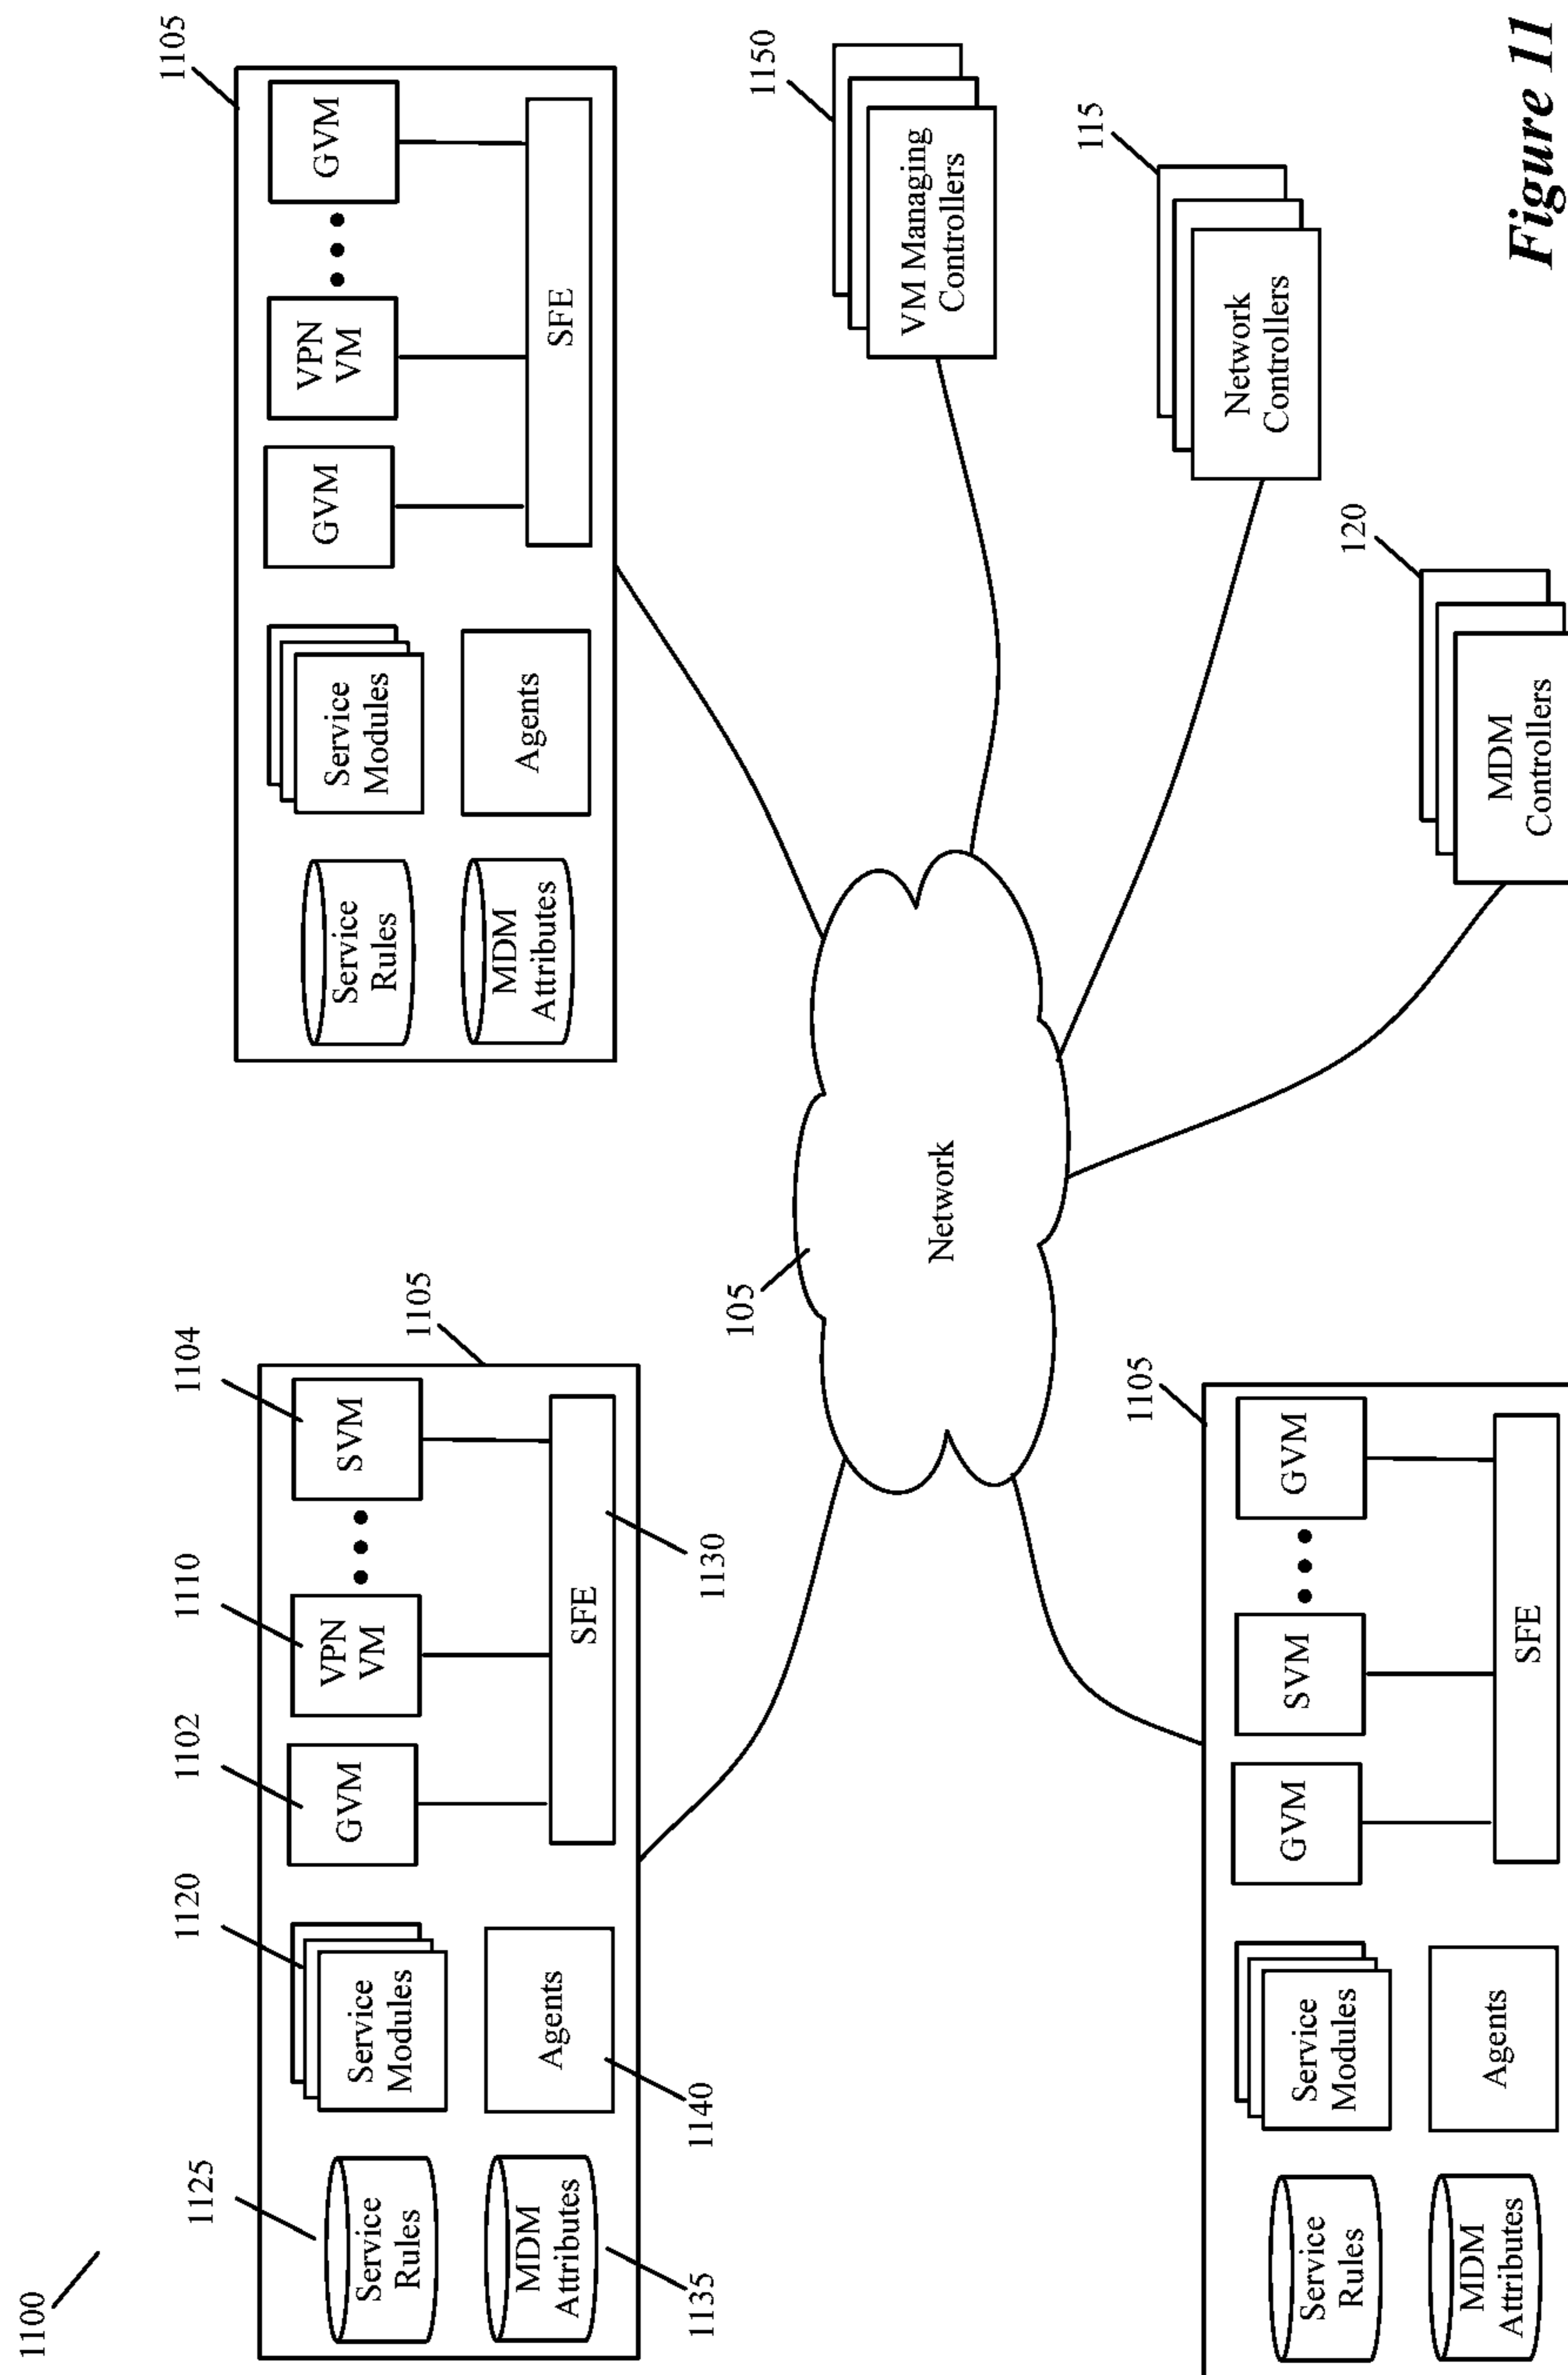 1100
1125
1120
1102
1110
1104
Service
Rules
Service
Modules
GVM
VPN
VM
SVM
1105
MDM
Attributes
Agents
SFE
1135
1140
1130
1105
Service
Rules
Service
Modules
GVM
VPN
VM
GVM
MDM
Attributes
Agents
SFE
105
Network
1150
VM Managing
Controllers
115
Network
Controllers
120
MDM
Controllers
1105
Service
Rules
Service
Modules
GVM
SVM
GVM
MDM
Attributes
Agents
SFE
Figure 11